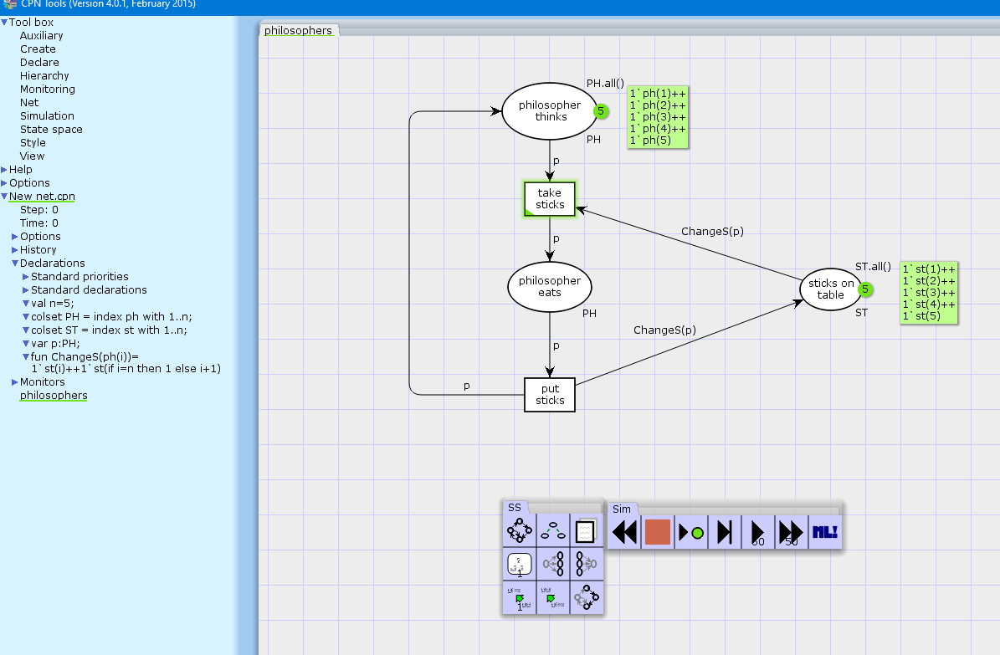 CPN Tools (Version 4.0.1, February 2015)
Tool box
Auxiliary
Create
Declare
Hierarchy
Monitoring
Net
Simulation
State space
Style
View
Help
Options
New net.cpn
Step: 0
Time: 0
Options
History
Declarations
Standard priorities
Standard declarations
val n=5;
colset PH = index ph with 1..n;
colset ST = index st with 1..n;
var p:PH;
fun ChangeS(ph(i))=
1`st(i)++1`st(if i=n then 1 else i+1)
Monitors
philosophers
philosophers
PH.all()
philosopher
thinks
5
1`ph(1)++
1`ph(2)++
1`ph(3)++
1`ph(4)++
1`ph(5)
PH
p
take
sticks
ChangeS(p)
p
philosopher
eats
PH
ST.all()
sticks on
table
5
1`st(1)++
1`st(2)++
1`st(3)++
1`st(4)++
1`st(5)
ST
ChangeS(p)
p
p
put
sticks
SS
1
1
Sim
50
ML!